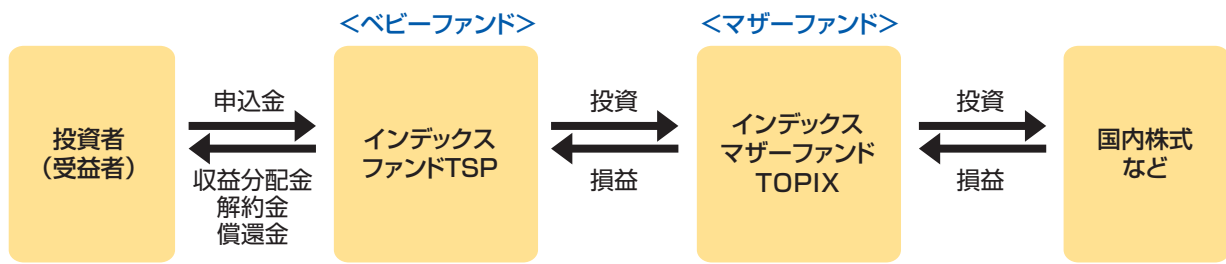 <ベビーファンド>
<マザーファンド>
投資者
(受益者)
申込金
収益分配金
解約金
償還金
インデックス
ファンドTSP
投資
損益
インデックス
マザーファンド
TOPIX
投資
損益
国内株式
など